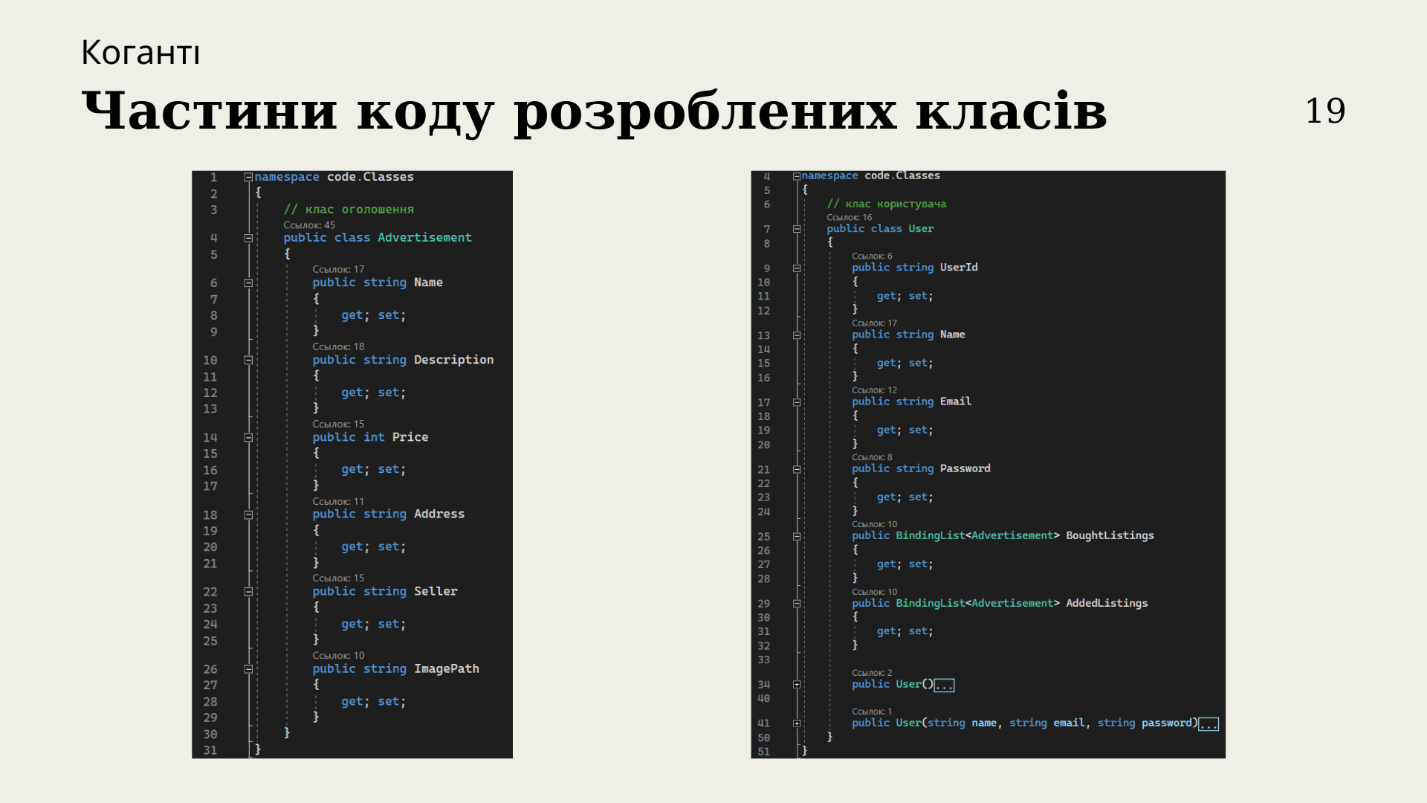 Коганті
Частини коду розроблених класів
19
1 namespace code.Classes
2 {
3 // клас оголошення
Ссылок: 45
4 public class Advertisement
5 {
Ссылок: 17
6 public string Name
7 {
8 get; set;
9 }
Ссылок: 18
10 public string Description
11 {
12 get; set;
13 }
Ссылок: 15
14 public int Price
15 {
16 get; set;
17 }
Ссылок: 11
18 public string Address
19 {
20 get; set;
21 }
Ссылок: 15
22 public string Seller
23 {
24 get; set;
25 }
Ссылок: 10
26 public string ImagePath
27 {
28 get; set;
29 }
30 }
31 }
4 namespace code.Classes
5 {
6 // клас користувача
Ссылок: 16
7 public class User
8 {
Ссылок: 6
9 public string UserId
10 {
11 get; set;
12 }
Ссылок: 17
13 public string Name
14 {
15 get; set;
16 }
Ссылок: 12
17 public string Email
18 {
19 get; set;
20 }
Ссылок: 8
21 public string Password
22 {
23 get; set;
24 }
Ссылок: 10
25 public BindingList<Advertisement> BoughtListings
26 {
27 get; set;
28 }
Ссылок: 10
29 public BindingList<Advertisement> AddedListings
30 {
31 get; set;
32 }
33
Ссылок: 2
34 public User()...
40
Ссылок: 1
41 public User(string name, string email, string password)...
50 }
51 }